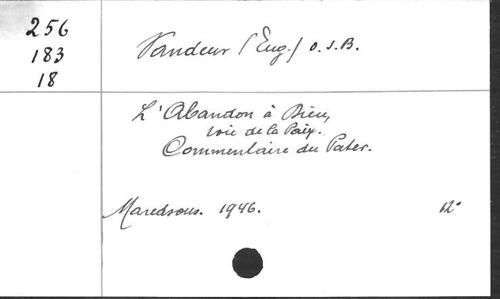 256
183
18
Vandeur (Eug.) O.S.B.
L'Abandon à Dieu,
voie de la Paix.
Commentaire du Pater.
Maredsous. 1946.
12°